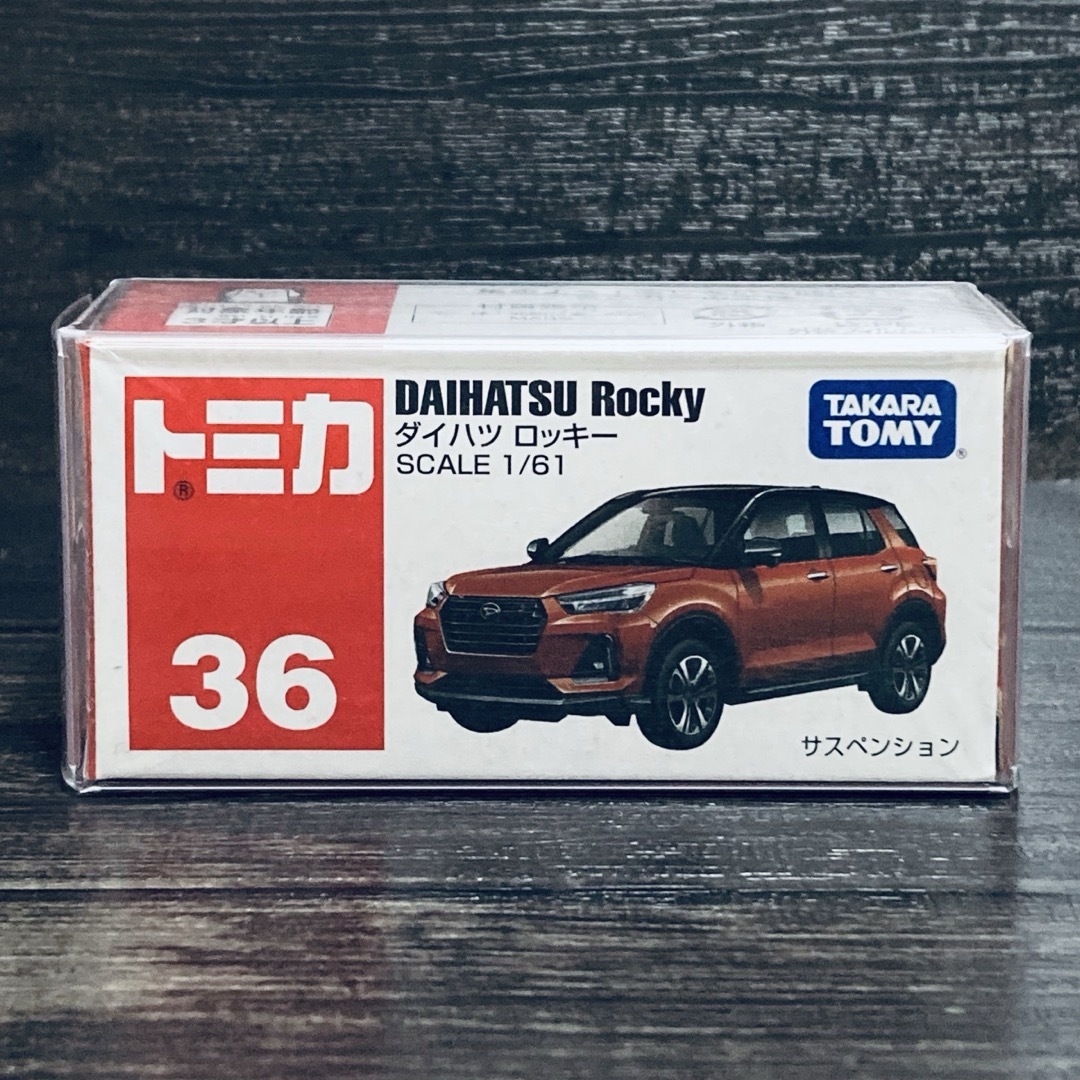 トミカ®
36
DAIHATSU Rocky
ダイハツ ロッキー
SCALE 1/61
TAKARA
TOMY®
サスペンション